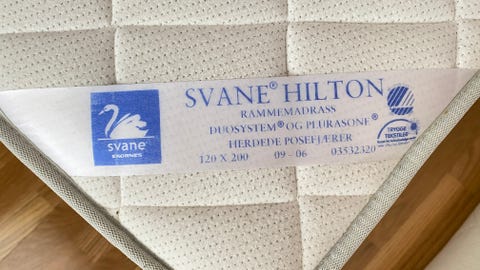 SVANE® HILTON
RAMMEMADRASS
DUOSYSTEM® OG PLURASONE®
HERDEDE POSEFJÆRER
120 X 200 09 - 06 03532320
svane®
EKORNES
TRYGGE
TEKSTILER